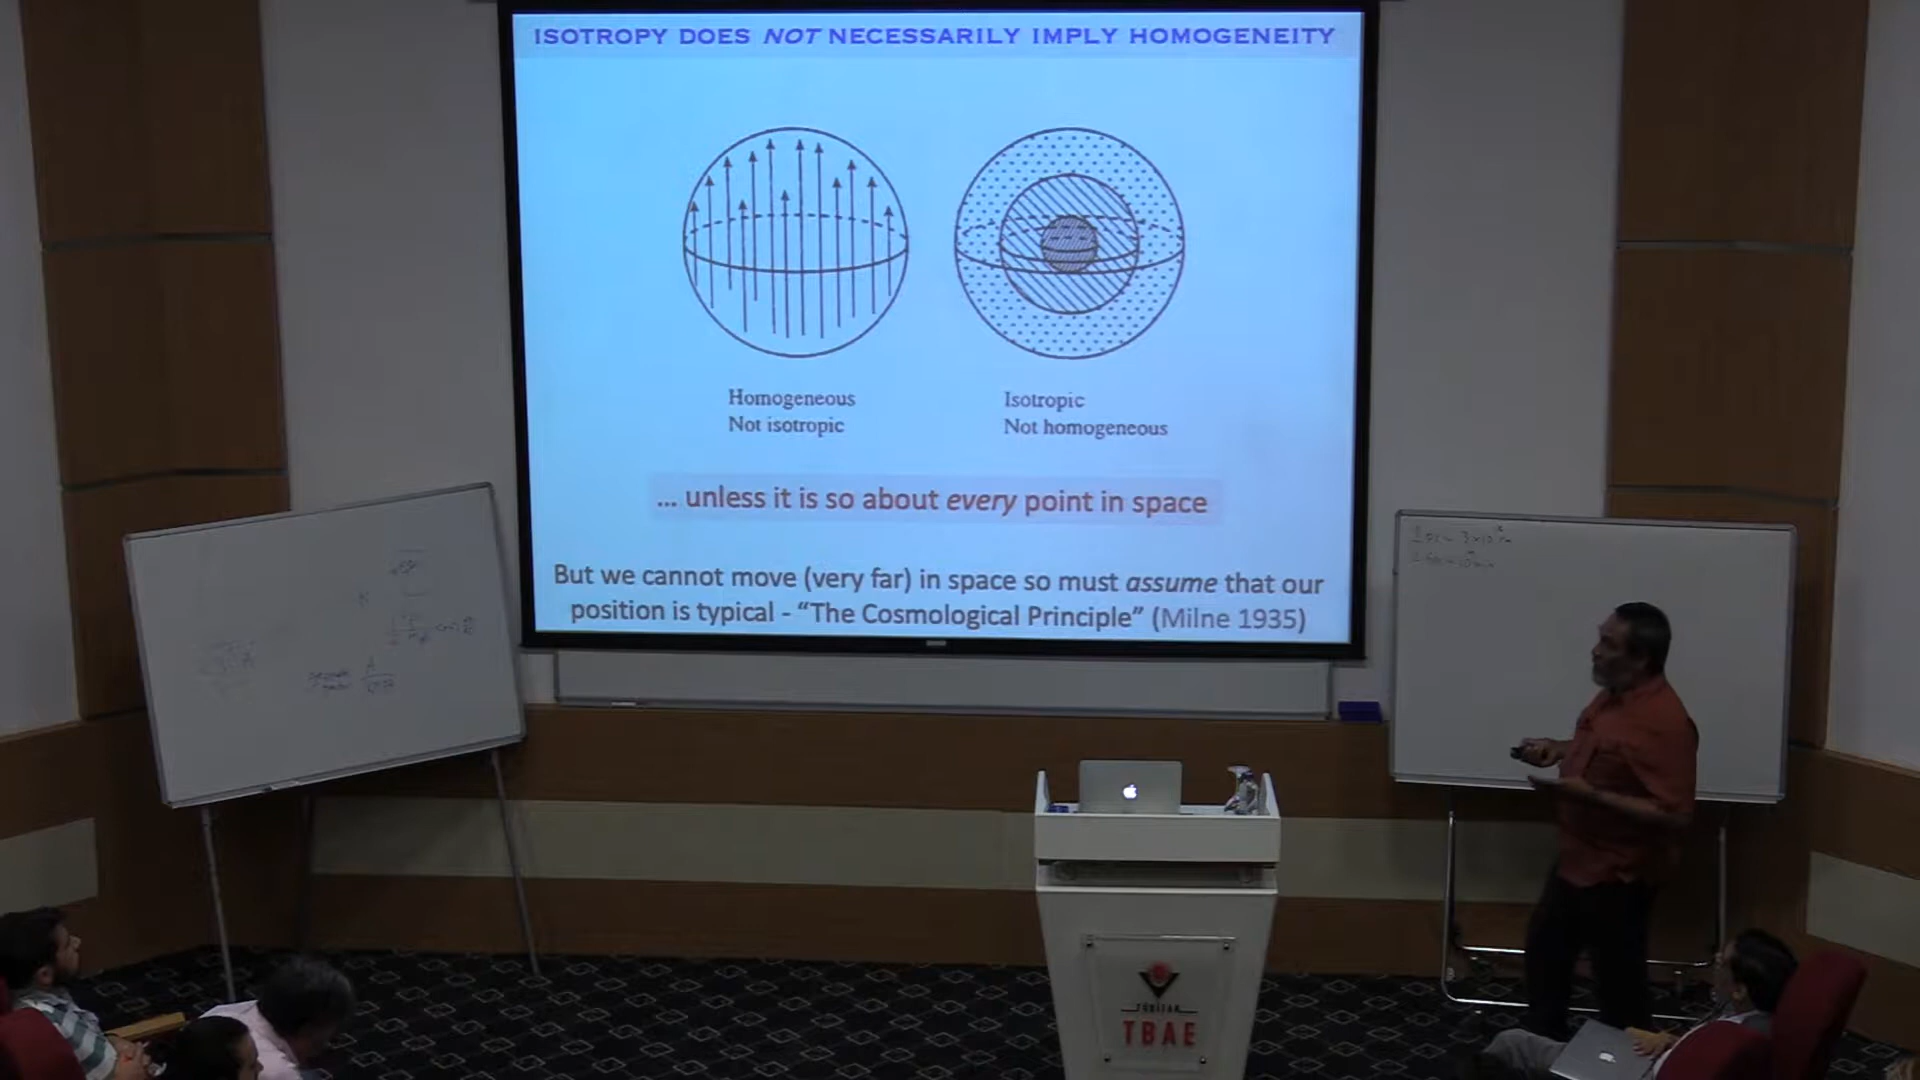 ISOTROPY DOES NOT NECESSARILY IMPLY HOMOGENEITY
Homogeneous
Not isotropic
Isotropic
Not homogeneous
... unless it is so about every point in space
But we cannot move (very far) in space so must assume that our
position is typical - “The Cosmological Principle” (Milne 1935)
TÜBİTAK
TBAE